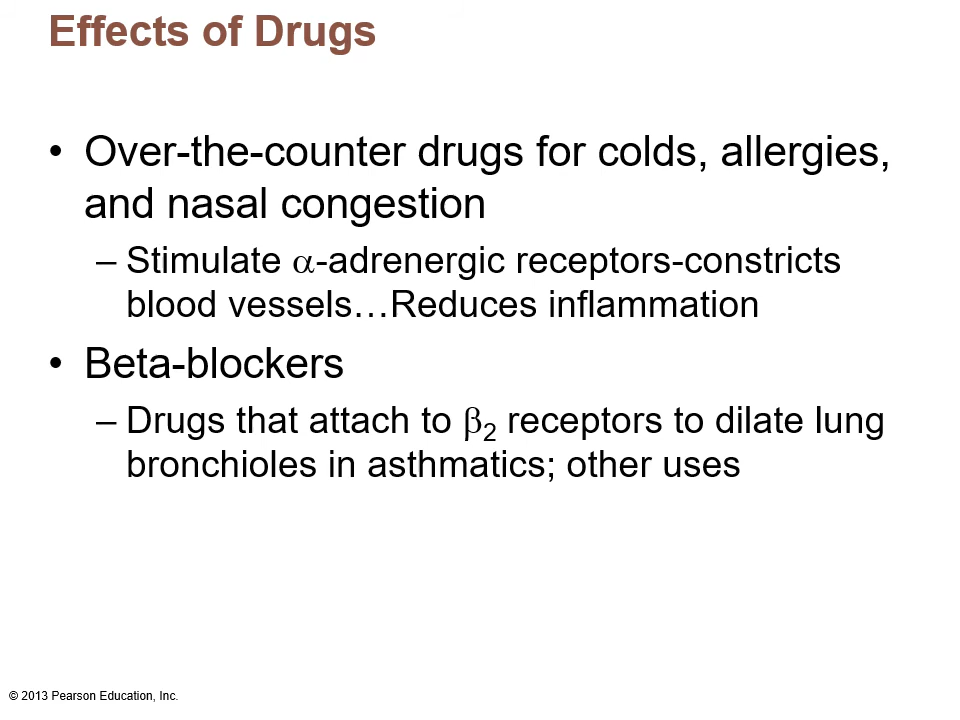 Effects of Drugs
• Over-the-counter drugs for colds, allergies,
and nasal congestion
– Stimulate α-adrenergic receptors-constricts
blood vessels…Reduces inflammation
• Beta-blockers
– Drugs that attach to β2 receptors to dilate lung
bronchioles in asthmatics; other uses
© 2013 Pearson Education, Inc.